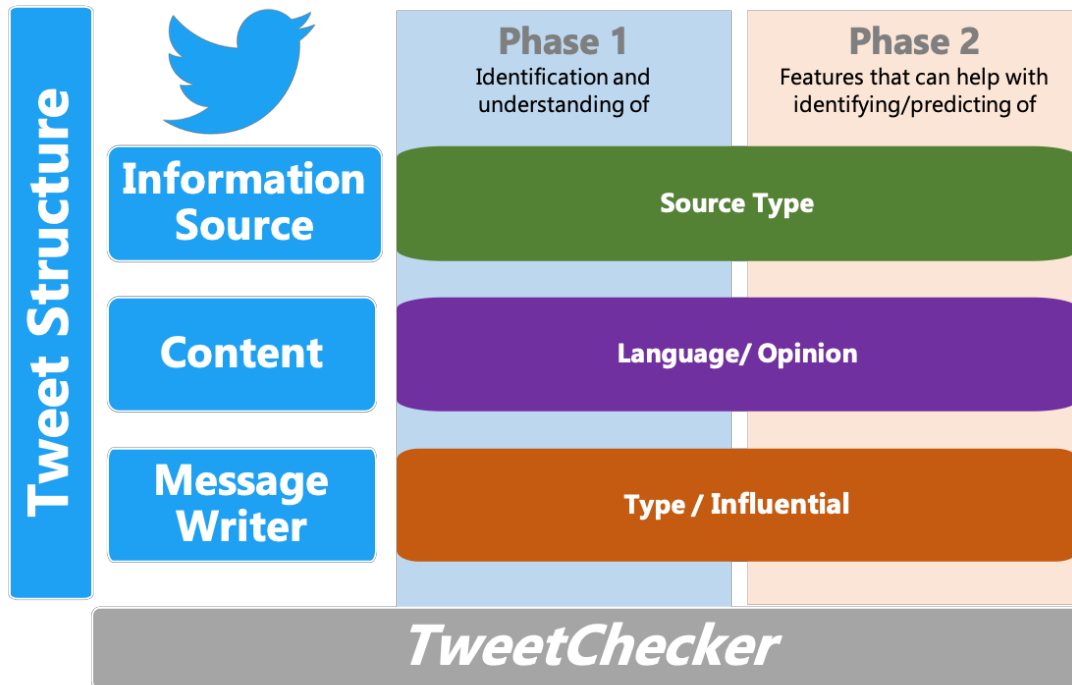 Tweet Structure
Phase 1
Identification and
understanding of
Phase 2
Features that can help with
identifying/predicting of
Information
Source
Source Type
Content
Language/ Opinion
Message
Writer
Type / Influential
TweetChecker